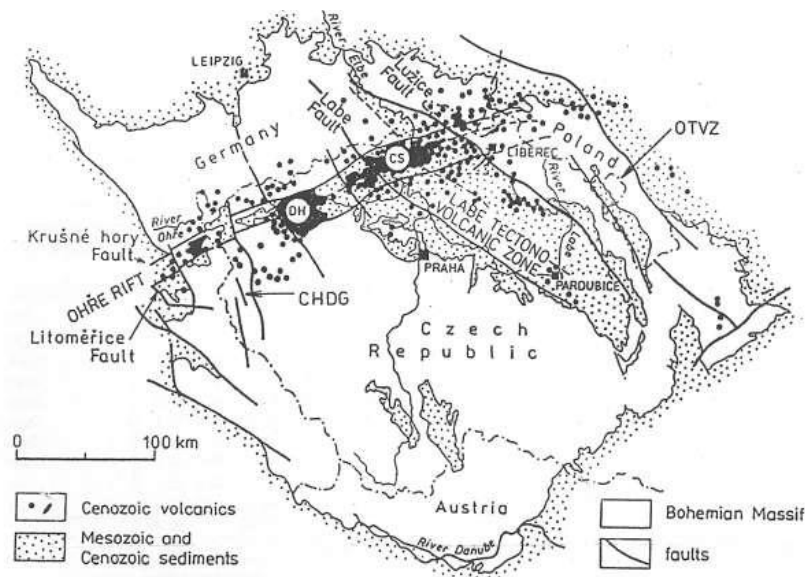 LEIPZIG
River
Elbe
Lužice
Fault
Labe
Fault
Germany
Poland
OTVZ
CS
LIBEREC
River
DH
River
Ohře
Krušné hory
Fault
LABE TECTONO
VOLCANIC ZONE
PRAHA
PARDUBICE
OHŘE RIFT
CHDG
Litoměřice
Fault
Czech
Republic
0 100 km
Austria
River Danube
Cenozoic volcanics
Mesozoic and
Cenozoic sediments
Bohemian Massif
faults